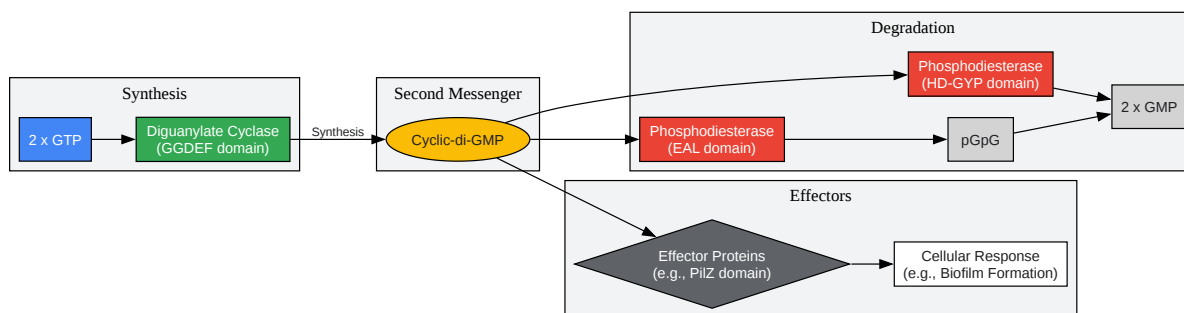 Synthesis
2 x GTP
Diguanylate Cyclase
(GGDEF domain)
Synthesis
Second Messenger
Cyclic-di-GMP
Degradation
Phosphodiesterase
(HD-GYP domain)
Phosphodiesterase
(EAL domain)
pGpG
2 x GMP
Effectors
Effector Proteins
(e.g., PilZ domain)
Cellular Response
(e.g., Biofilm Formation)